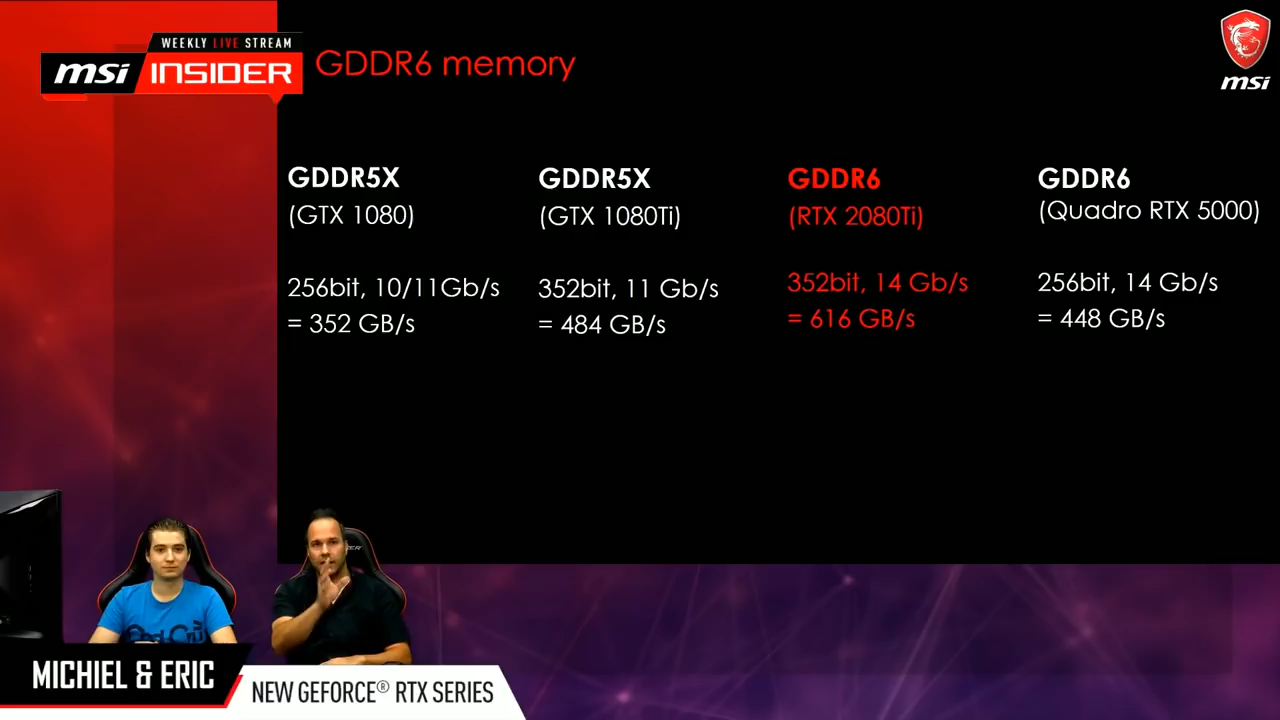 WEEKLY LIVE STREAM
msi INSIDER
GDDR6 memory
msi
GDDR5X
(GTX 1080)
256bit, 10/11Gb/s
= 352 GB/s
GDDR5X
(GTX 1080Ti)
352bit, 11 Gb/s
= 484 GB/s
GDDR6
(RTX 2080Ti)
352bit, 14 Gb/s
= 616 GB/s
GDDR6
(Quadro RTX 5000)
256bit, 14 Gb/s
= 448 GB/s
MICHIEL & ERIC
NEW GEFORCE® RTX SERIES